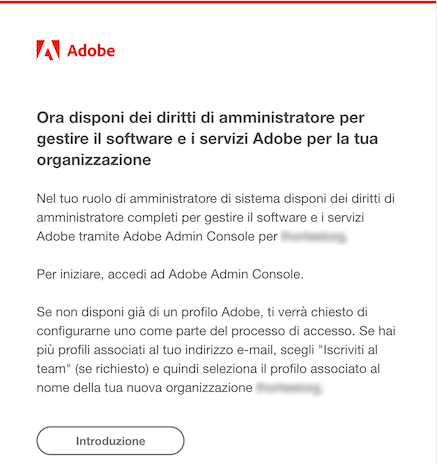 Adobe
Ora disponi dei diritti di amministratore per
gestire il software e i servizi Adobe per la tua
organizzazione
Nel tuo ruolo di amministratore di sistema disponi dei diritti di
amministratore completi per gestire il software e i servizi
Adobe tramite Adobe Admin Console per
Per iniziare, accedi ad Adobe Admin Console.
Se non disponi già di un profilo Adobe, ti verrà chiesto di
configurarne uno come parte del processo di accesso. Se hai
più profili associati al tuo indirizzo e-mail, scegli "Iscriviti al
team" (se richiesto) e quindi seleziona il profilo associato al
nome della tua nuova organizzazione
Introduzione